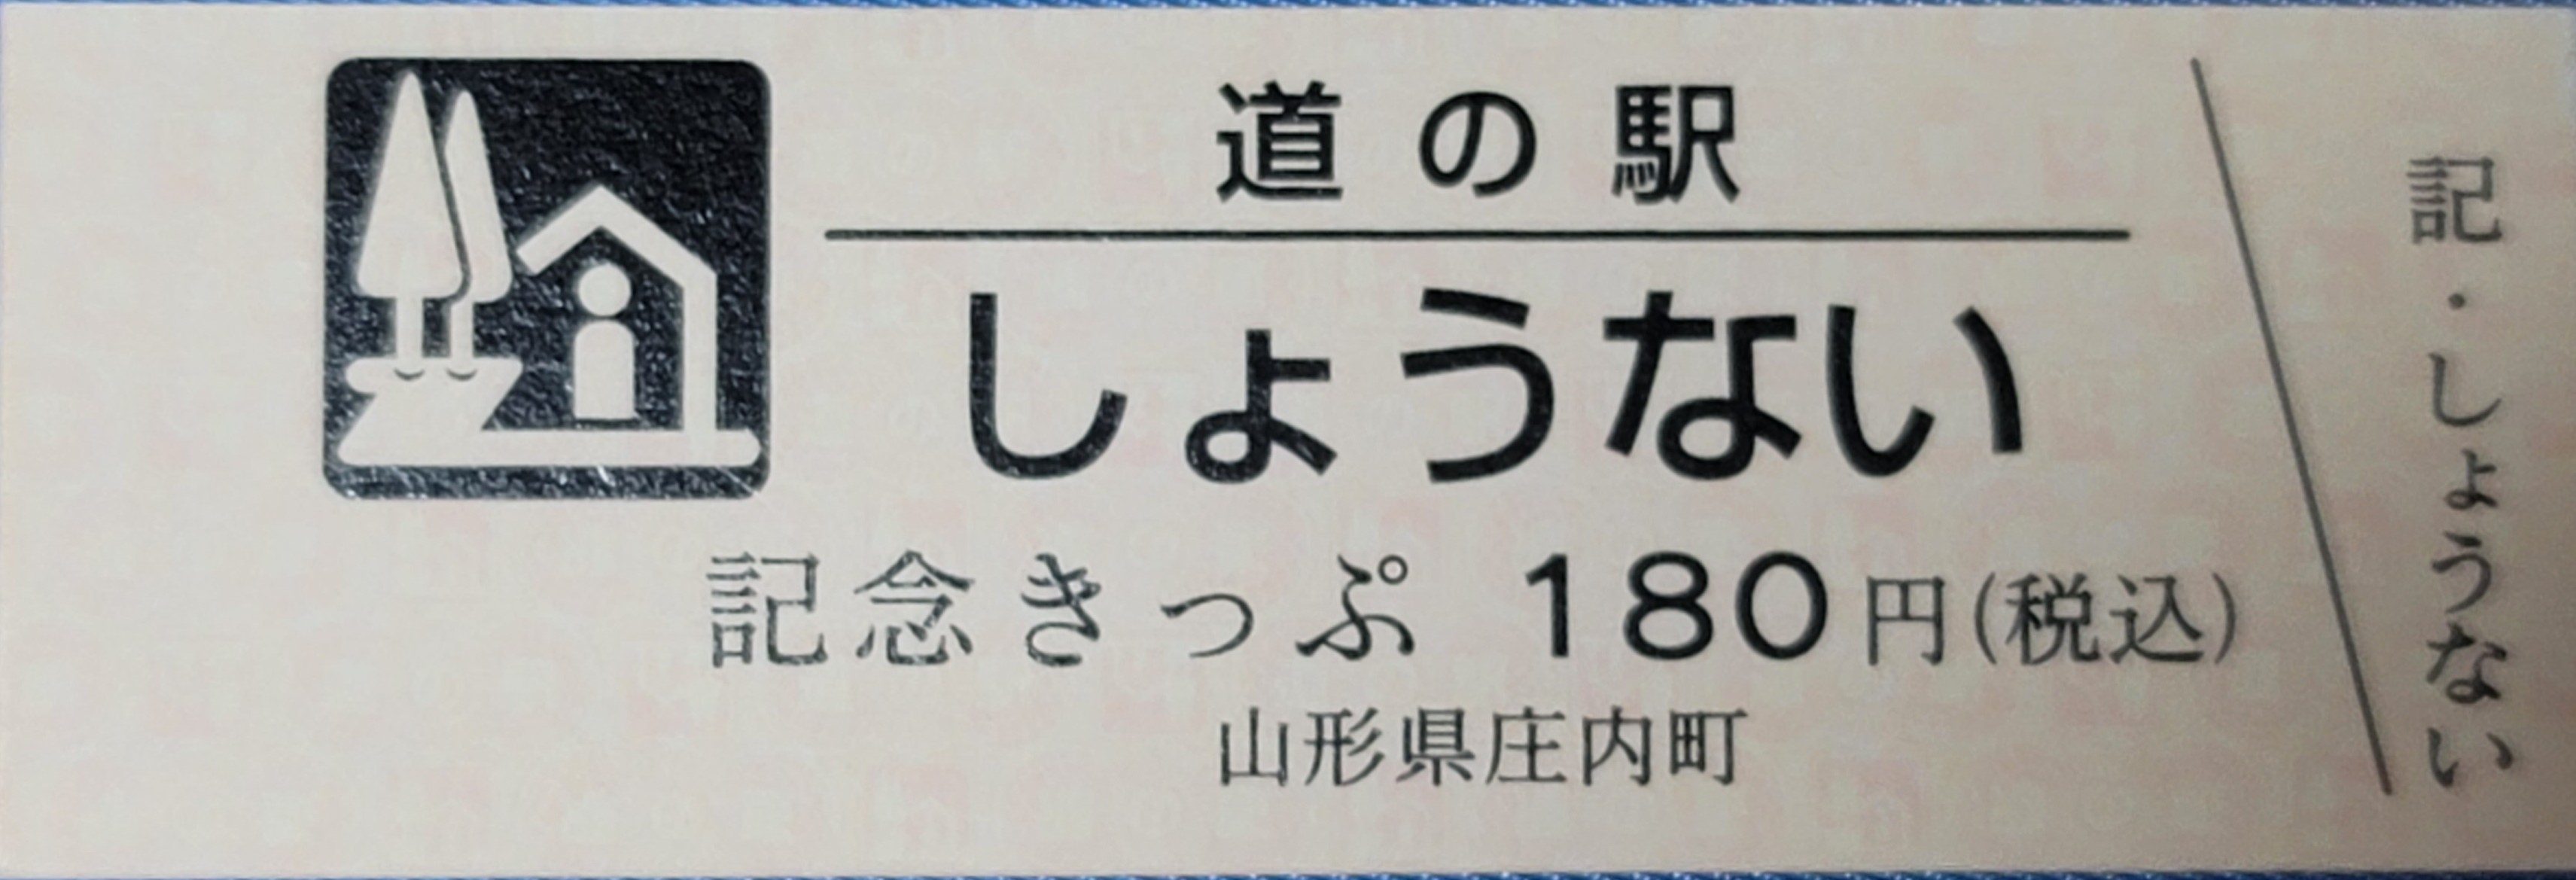 道の駅
しょうない
記念きっぷ 180円(税込)
山形県庄内町
記・しょうない